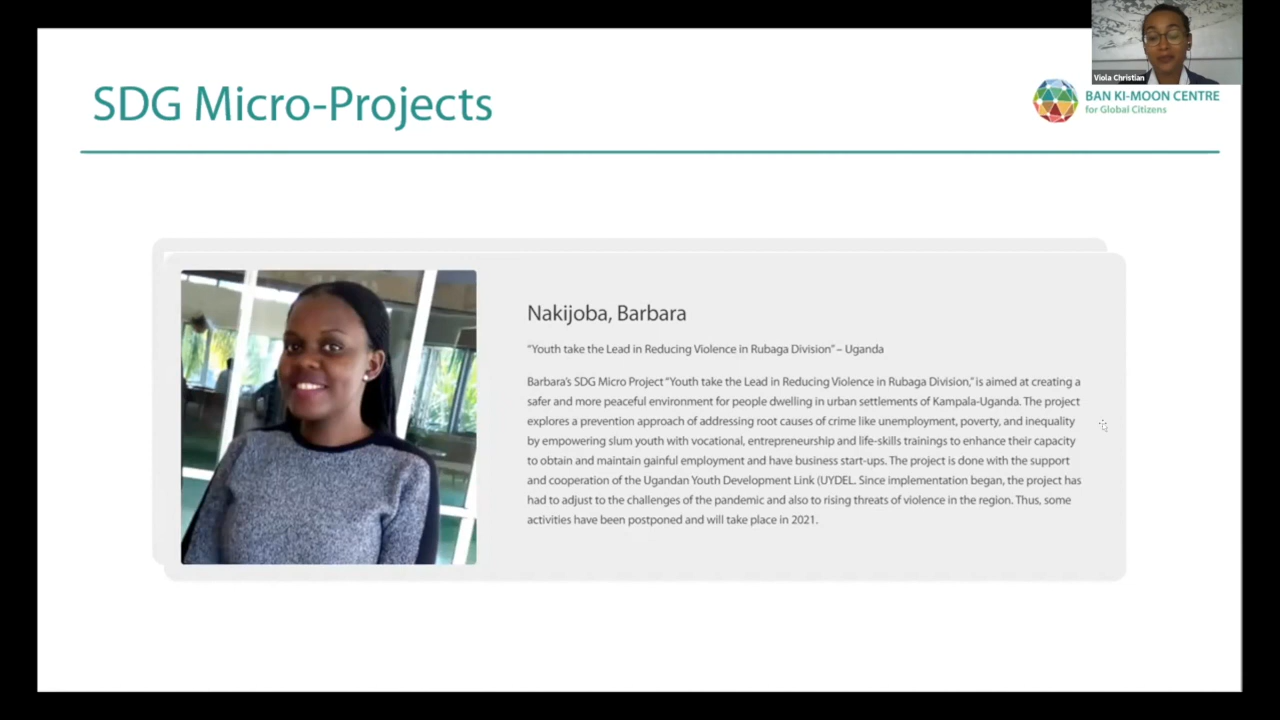 SDG Micro-Projects
Viola Christian
BAN KI-MOON CENTRE
for Global Citizens
Nakijoba, Barbara
“Youth take the Lead in Reducing Violence in Rubaga Division” – Uganda
Barbara’s SDG Micro Project “Youth take the Lead in Reducing Violence in Rubaga Division,” is aimed at creating a
safer and more peaceful environment for people dwelling in urban settlements of Kampala-Uganda. The project
explores a prevention approach of addressing root causes of crime like unemployment, poverty, and inequality
by empowering slum youth with vocational, entrepreneurship and life-skills trainings to enhance their capacity
to obtain and maintain gainful employment and have business start-ups. The project is done with the support
and cooperation of the Ugandan Youth Development Link (UYDEL. Since implementation began, the project has
had to adjust to the challenges of the pandemic and also to rising threats of violence in the region. Thus, some
activities have been postponed and will take place in 2021.